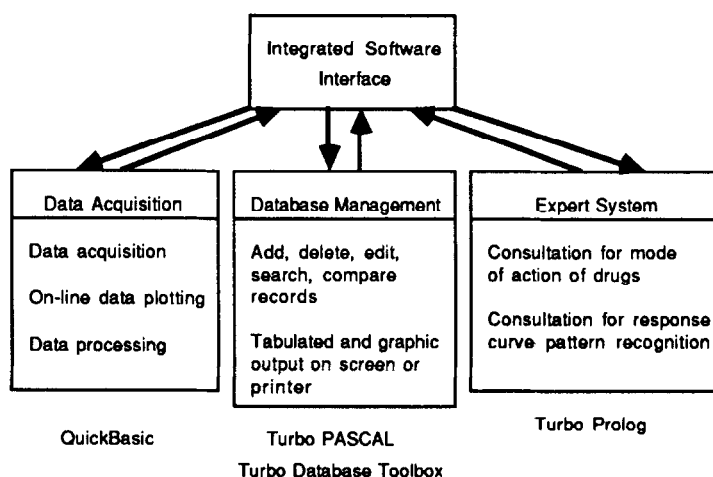 Integrated Software
Interface
Data Acquisition
Data acquisition
On-line data plotting
Data processing
QuickBasic
Database Management
Add, delete, edit,
search, compare
records
Tabulated and graphic
output on screen or
printer
Turbo PASCAL
Turbo Database Toolbox
Expert System
Consultation for mode
of action of drugs
Consultation for response
curve pattern recognition
Turbo Prolog